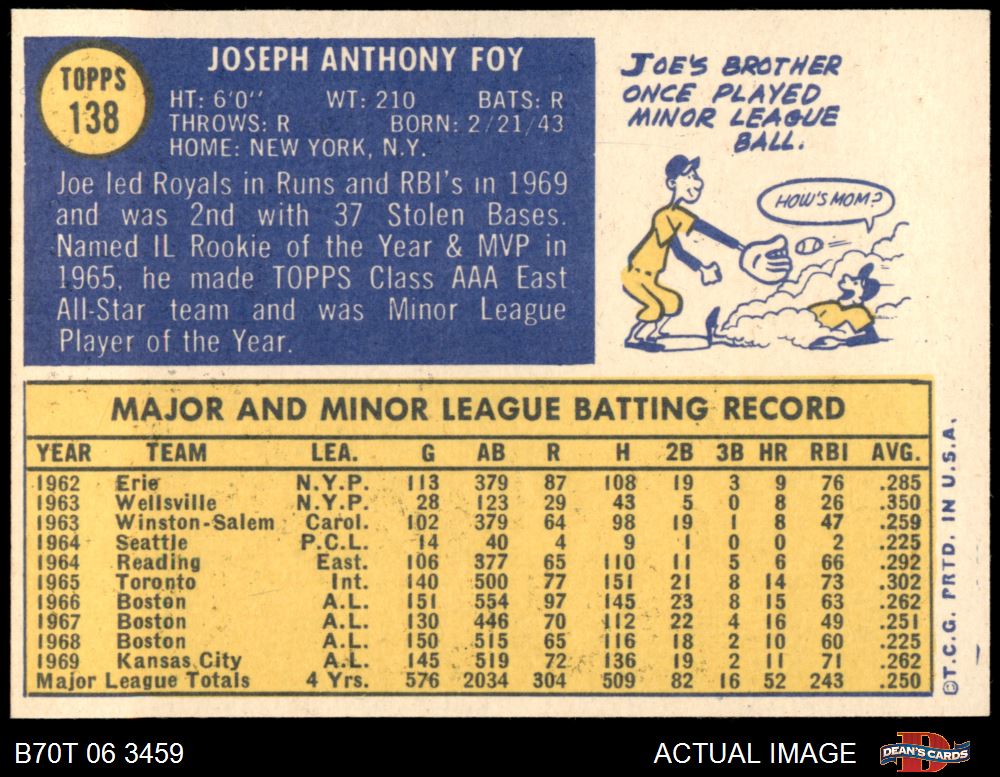 TOPPS
138
JOSEPH ANTHONY FOY
HT: 6'0" WT: 210 BATS: R
THROWS: R BORN: 2/21/43
HOME: NEW YORK, N.Y.
Joe led Royals in Runs and RBI's in 1969
and was 2nd with 37 Stolen Bases.
Named IL Rookie of the Year & MVP in
1965, he made TOPPS Class AAA East
All-Star team and was Minor League
Player of the Year.
JOE'S BROTHER
ONCE PLAYED
MINOR LEAGUE
BALL.
HOW'S MOM?
MAJOR AND MINOR LEAGUE BATTING RECORD
YEAR TEAM LEA. G AB R H 2B 3B HR RBI AVG.
1962 Erie N.Y.P. 113 379 87 108 19 3 9 76 .285
1963 Wellsville N.Y.P. 28 123 29 43 5 0 8 26 .350
1963 Winston-Salem Carol. 102 379 64 98 19 1 8 47 .259
1964 Seattle P.C.L. 14 40 4 9 1 0 0 2 .225
1964 Reading East. 106 377 65 110 11 5 6 66 .292
1965 Toronto Int. 140 500 77 151 21 8 14 73 .302
1966 Boston A.L. 151 554 97 145 23 8 15 63 .262
1967 Boston A.L. 130 446 70 112 22 4 16 49 .251
1968 Boston A.L. 150 515 65 116 18 2 10 60 .225
1969 Kansas City A.L. 145 519 72 136 19 2 11 71 .262
Major League Totals 4 Yrs. 576 2034 304 509 82 16 52 243 .250
©T.C.G. PRTD. IN U.S.A.
B70T 06 3459
ACTUAL IMAGE
DEAN'S CARDS